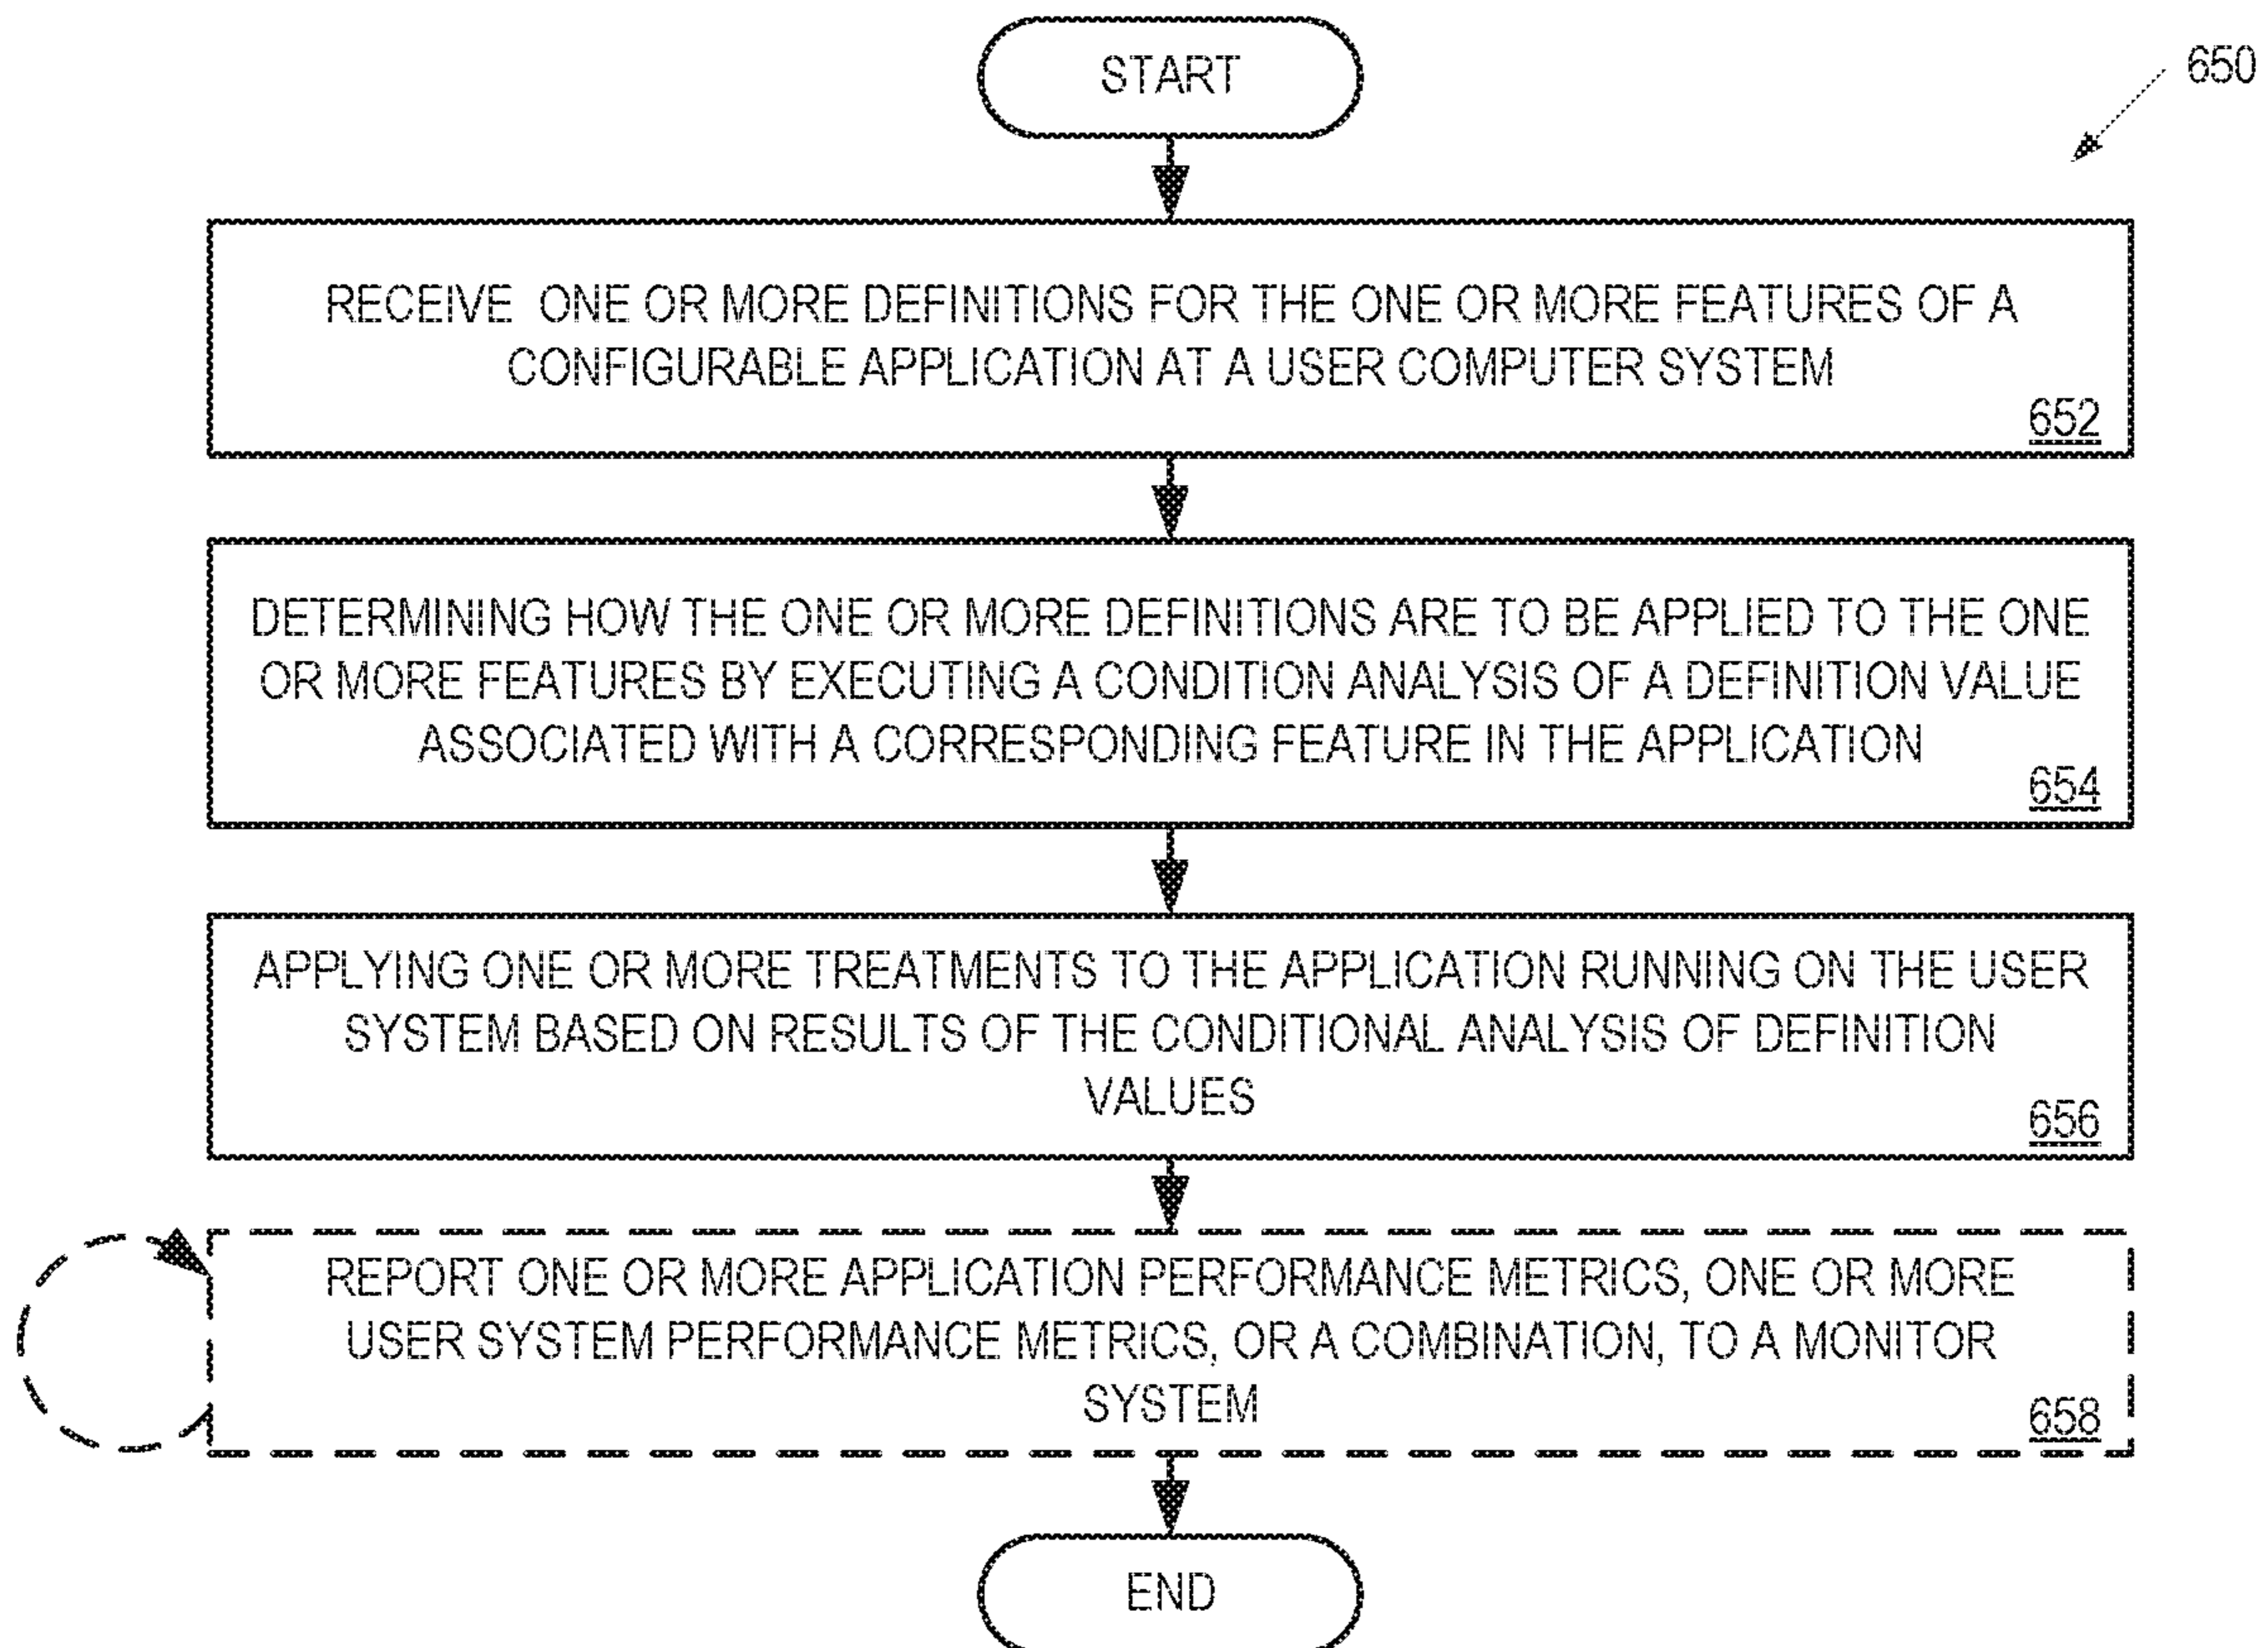 START
650
RECEIVE ONE OR MORE DEFINITIONS FOR THE ONE OR MORE FEATURES OF A
CONFIGURABLE APPLICATION AT A USER COMPUTER SYSTEM
652
DETERMINING HOW THE ONE OR MORE DEFINITIONS ARE TO BE APPLIED TO THE ONE
OR MORE FEATURES BY EXECUTING A CONDITION ANALYSIS OF A DEFINITION VALUE
ASSOCIATED WITH A CORRESPONDING FEATURE IN THE APPLICATION
654
APPLYING ONE OR MORE TREATMENTS TO THE APPLICATION RUNNING ON THE USER
SYSTEM BASED ON RESULTS OF THE CONDITIONAL ANALYSIS OF DEFINITION
VALUES
656
REPORT ONE OR MORE APPLICATION PERFORMANCE METRICS, ONE OR MORE
USER SYSTEM PERFORMANCE METRICS, OR A COMBINATION, TO A MONITOR
SYSTEM
658
END